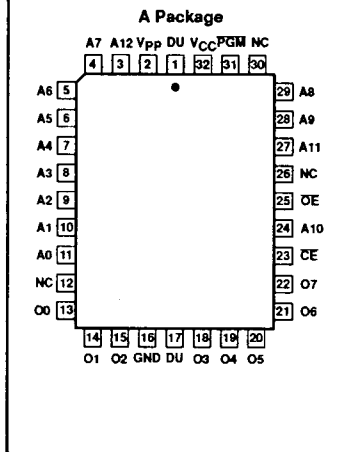 A Package
A7 A12 VPP DU VCC PGM NC
4 3 2 1 32 31 30
A6 5 29 A8
A5 6 28 A9
A4 7 27 A11
A3 8 26 NC
A2 9 25 OE
A1 10 24 A10
A0 11 23 CE
NC 12 22 O7
O0 13 21 O6
14 15 16 17 18 19 20
O1 O2 GND DU O3 O4 O5